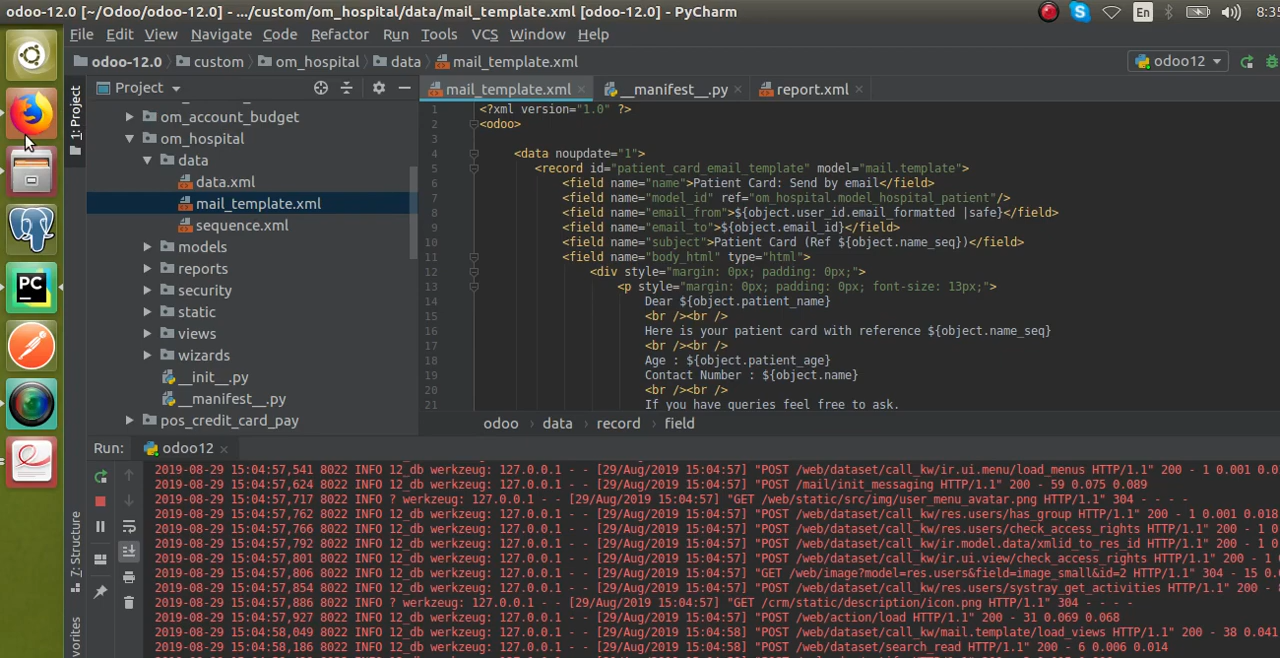 odoo-12.0 [~/Odoo/odoo-12.0] - .../custom/om_hospital/data/mail_template.xml [odoo-12.0] - PyCharm
En
8:35
File Edit View Navigate Code Refactor Run Tools VCS Window Help
odoo-12.0 custom om_hospital data mail_template.xml
odoo12
1: Project
Project
mail_template.xml
__manifest__.py
report.xml
om_account_budget
om_hospital
data
data.xml
mail_template.xml
sequence.xml
models
reports
security
static
views
wizards
__init__.py
__manifest__.py
pos_credit_card_pay
1 <?xml version="1.0" ?>
2 <odoo>
3
4 <data noupdate="1">
5 <record id="patient_card_email_template" model="mail.template">
6 <field name="name">Patient Card: Send by email</field>
7 <field name="model_id" ref="om_hospital.model_hospital_patient"/>
8 <field name="email_from">${object.user_id.email_formatted |safe}</field>
9 <field name="email_to">${object.email_id}</field>
10 <field name="subject">Patient Card (Ref ${object.name_seq})</field>
11 <field name="body_html" type="html">
12 <div style="margin: 0px; padding: 0px;">
13 <p style="margin: 0px; padding: 0px; font-size: 13px;">
14 Dear ${object.patient_name}
15 <br /><br />
16 Here is your patient card with reference ${object.name_seq}
17 <br /><br />
18 Age : ${object.patient_age}
19 Contact Number : ${object.name}
20 <br /><br />
21 If you have queries feel free to ask.
odoo data record field
Run: odoo12
7: Structure
avorites
2019-08-29 15:04:57,541 8022 INFO 12_db werkzeug: 127.0.0.1 - - [29/Aug/2019 15:04:57] "POST /web/dataset/call_kw/ir.ui.menu/load_menus HTTP/1.1" 200 - 1 0.001 0.0
2019-08-29 15:04:57,624 8022 INFO 12_db werkzeug: 127.0.0.1 - - [29/Aug/2019 15:04:57] "POST /mail/init_messaging HTTP/1.1" 200 - 59 0.075 0.089
2019-08-29 15:04:57,717 8022 INFO ? werkzeug: 127.0.0.1 - - [29/Aug/2019 15:04:57] "GET /web/static/src/img/user_menu_avatar.png HTTP/1.1" 304 - - - -
2019-08-29 15:04:57,762 8022 INFO 12_db werkzeug: 127.0.0.1 - - [29/Aug/2019 15:04:57] "POST /web/dataset/call_kw/res.users/has_group HTTP/1.1" 200 - 1 0.001 0.018
2019-08-29 15:04:57,766 8022 INFO 12_db werkzeug: 127.0.0.1 - - [29/Aug/2019 15:04:57] "POST /web/dataset/call_kw/res.users/check_access_rights HTTP/1.1" 200 -
2019-08-29 15:04:57,792 8022 INFO 12_db werkzeug: 127.0.0.1 - - [29/Aug/2019 15:04:57] "POST /web/dataset/call_kw/ir.model.data/xmlid_to_res_id HTTP/1.1" 200 -
2019-08-29 15:04:57,801 8022 INFO 12_db werkzeug: 127.0.0.1 - - [29/Aug/2019 15:04:57] "POST /web/dataset/call_kw/ir.ui.view/check_access_rights HTTP/1.1" 200 -
2019-08-29 15:04:57,806 8022 INFO 12_db werkzeug: 127.0.0.1 - - [29/Aug/2019 15:04:57] "GET /web/image?model=res.users&field=image_small&id=2 HTTP/1.1" 304 - 15 0
2019-08-29 15:04:57,854 8022 INFO 12_db werkzeug: 127.0.0.1 - - [29/Aug/2019 15:04:57] "POST /web/dataset/call_kw/res.users/systray_get_activities HTTP/1.1" 200
2019-08-29 15:04:57,886 8022 INFO ? werkzeug: 127.0.0.1 - - [29/Aug/2019 15:04:57] "GET /crm/static/description/icon.png HTTP/1.1" 304 - - - -
2019-08-29 15:04:57,927 8022 INFO 12_db werkzeug: 127.0.0.1 - - [29/Aug/2019 15:04:57] "POST /web/action/load HTTP/1.1" 200 - 31 0.069 0.068
2019-08-29 15:04:58,049 8022 INFO 12_db werkzeug: 127.0.0.1 - - [29/Aug/2019 15:04:58] "POST /web/dataset/call_kw/mail.template/load_views HTTP/1.1" 200 - 38 0.041
2019-08-29 15:04:58,186 8022 INFO 12_db werkzeug: 127.0.0.1 - - [29/Aug/2019 15:04:58] "POST /web/dataset/search_read HTTP/1.1" 200 - 6 0.006 0.014